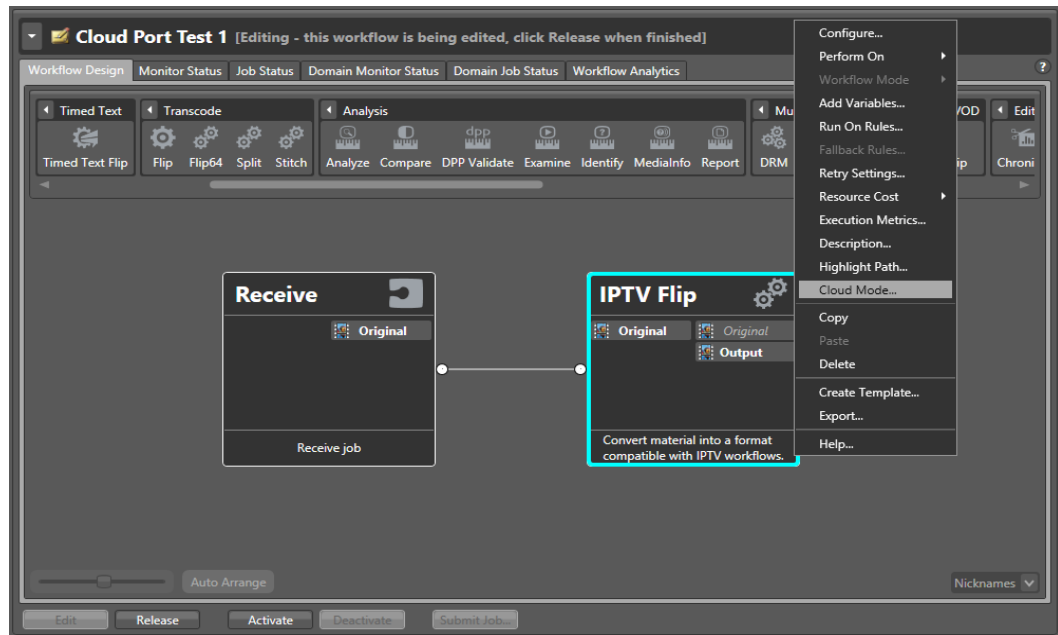 Cloud Port Test 1 [Editing - this workflow is being edited, click Release when finished]
Workflow Design Monitor Status Job Status Domain Monitor Status Domain Job Status Workflow Analytics ?
Timed Text Transcode Analysis Mu /OD Edit
dpp
Timed Text Flip Flip Flip64 Split Stitch Analyze Compare DPP Validate Examine Identify MediaInfo Report DRM ip Chroni
Configure...
Perform On
Workflow Mode
Add Variables...
Run On Rules...
Fallback Rules...
Retry Settings...
Resource Cost
Execution Metrics...
Description...
Highlight Path...
Cloud Mode...
Copy
Paste
Delete
Create Template...
Export...
Help...
Receive
Original
Receive job
IPTV Flip
Original Original
Output
Convert material into a format
compatible with IPTV workflows.
Auto Arrange Nicknames
Edit Release Activate Deactivate Submit Job...